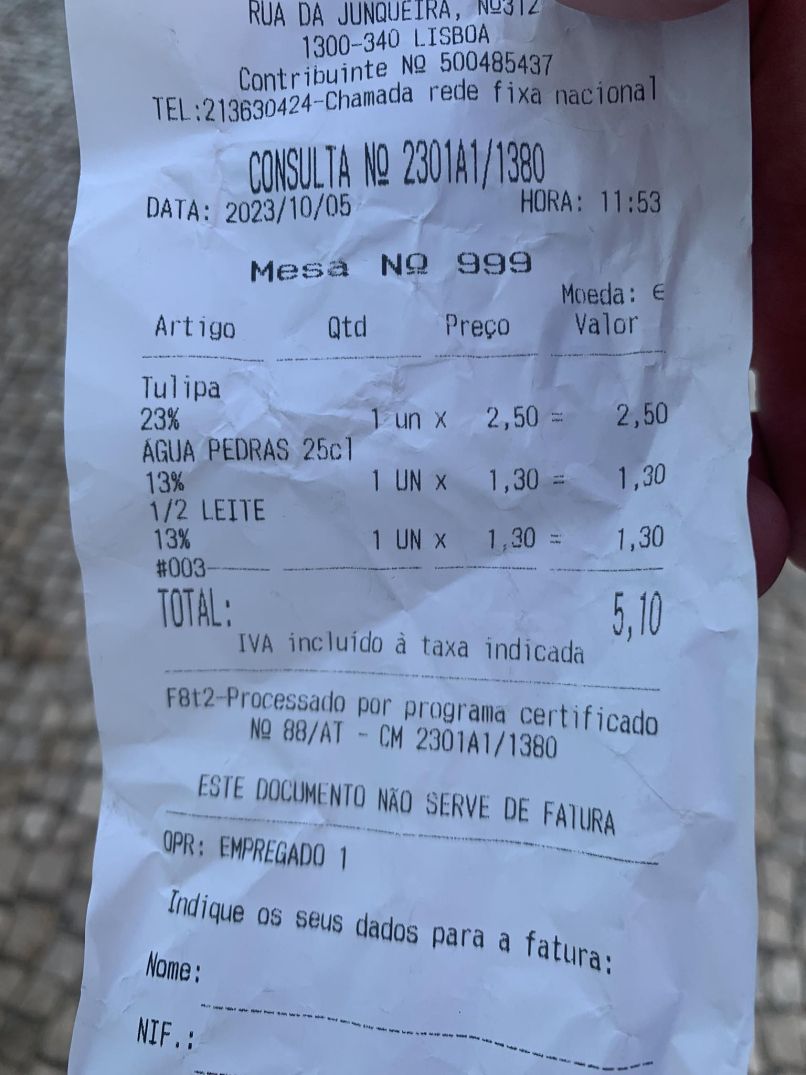 RUA DA JUNQUEIRA, Nº312
1300-340 LISBOA
Contribuinte Nº 500485437
TEL:213630424-Chamada rede fixa nacional
CONSULTA Nº 2301A1/1380
DATA: 2023/10/05 HORA: 11:53
Mesa Nº 999
Moeda: €
Artigo Qtd Preço Valor
Tulipa
23% 1 un x 2,50 = 2,50
ÁGUA PEDRAS 25cl
13% 1 UN x 1,30 = 1,30
1/2 LEITE
13% 1 UN x 1,30 = 1,30
#003
TOTAL: 5,10
IVA incluído à taxa indicada
F8t2-Processado por programa certificado
Nº 88/AT - CM 2301A1/1380
ESTE DOCUMENTO NÃO SERVE DE FATURA
OPR: EMPREGADO 1
Indique os seus dados para a fatura:
Nome:
NIF.: